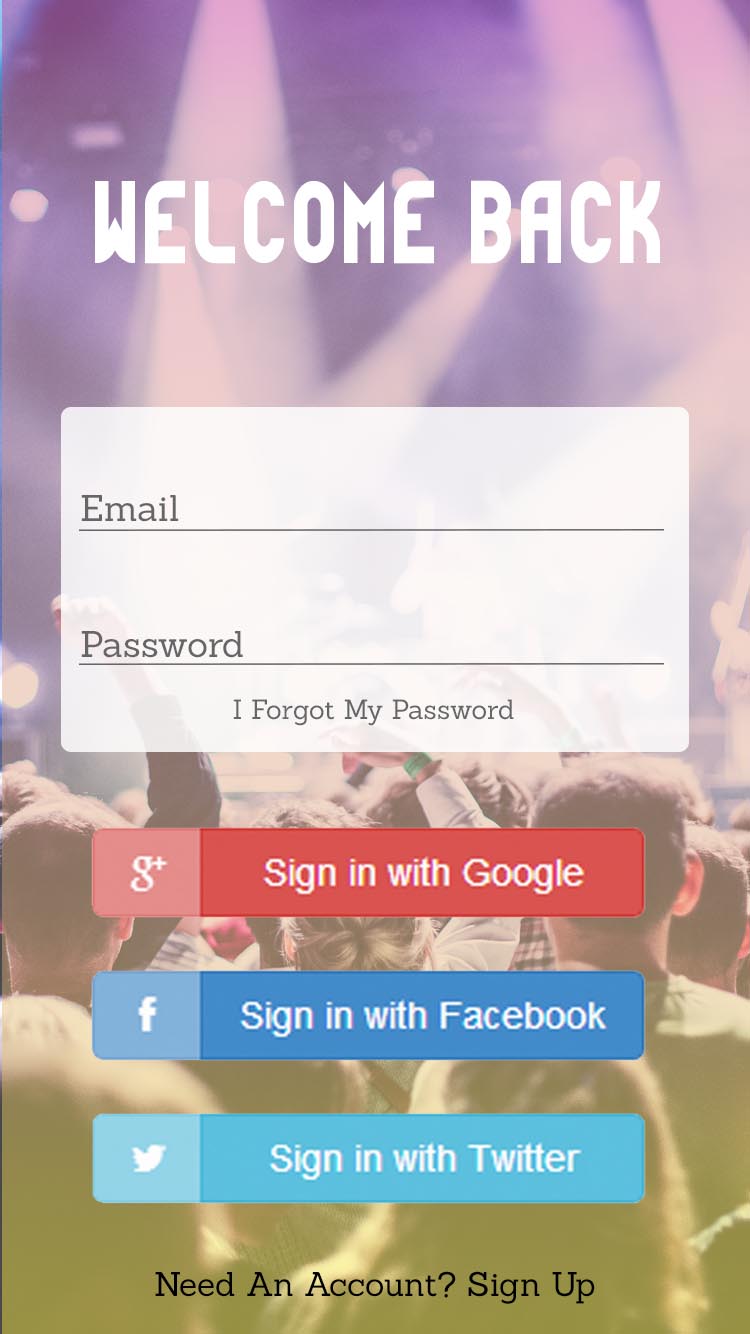 WELCOME BACK
Email
Password
I Forgot My Password
g+ Sign in with Google
f Sign in with Facebook
Sign in with Twitter
Need An Account? Sign Up